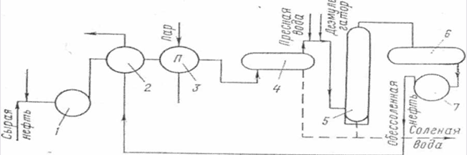 Сырая
нефть
1
2
Пар
П
3
4
Пресная
вода
Деэмуль-
гатор
5
6
7
Обессоленная
нефть
Соленая
вода